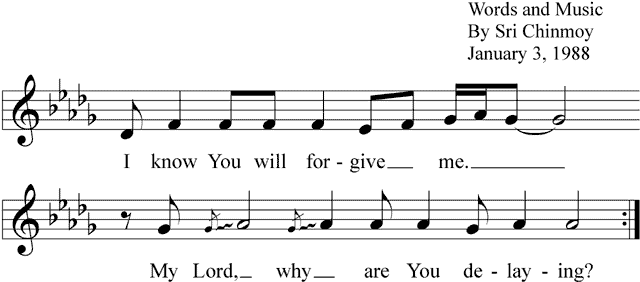 Words and Music
By Sri Chinmoy
January 3, 1988
I know You will for - give me.
My Lord, why are You de - lay - ing?